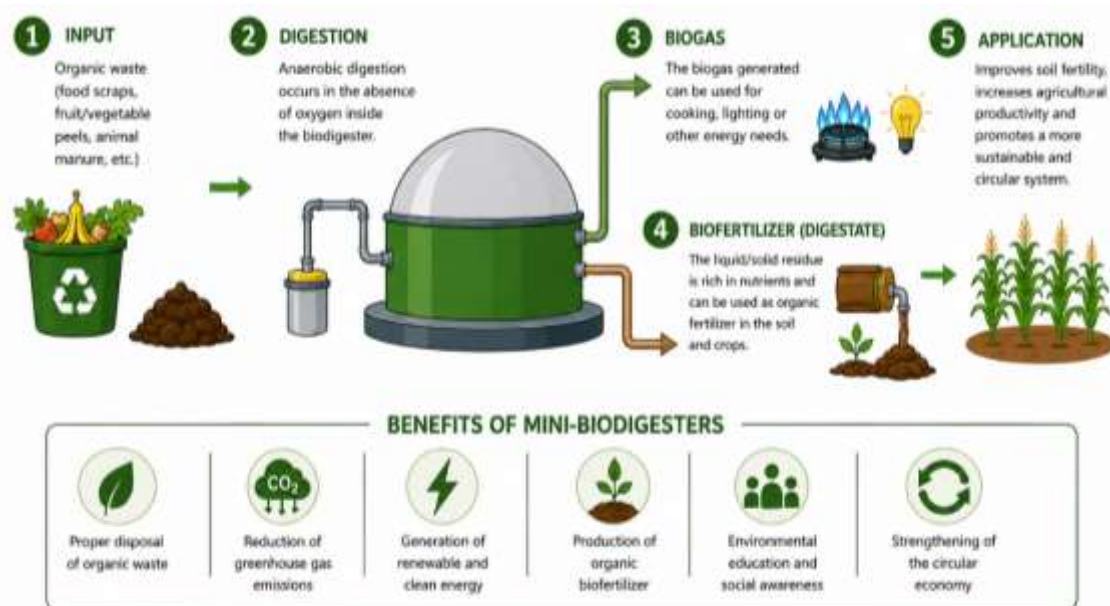 1 INPUT
Organic waste
(food scraps,
fruit/vegetable
peels, animal
manure, etc.)
2 DIGESTION
Anaerobic digestion
occurs in the absence
of oxygen inside
the biodigester.
3 BIOGAS
The biogas generated
can be used for
cooking, lighting or
other energy needs.
4 BIOFERTILIZER (DIGESTATE)
The liquid/solid residue
is rich in nutrients and
can be used as organic
fertilizer in the soil
and crops.
5 APPLICATION
Improves soil fertility,
increases agricultural
productivity and
promotes a more
sustainable and
circular system.
BENEFITS OF MINI-BIODIGESTERS
Proper disposal
of organic waste
CO₂
Reduction of
greenhouse gas
emissions
Generation of
renewable and
clean energy
Production of
organic
biofertilizer
Environmental
education and
social awareness
Strengthening of
the circular
economy